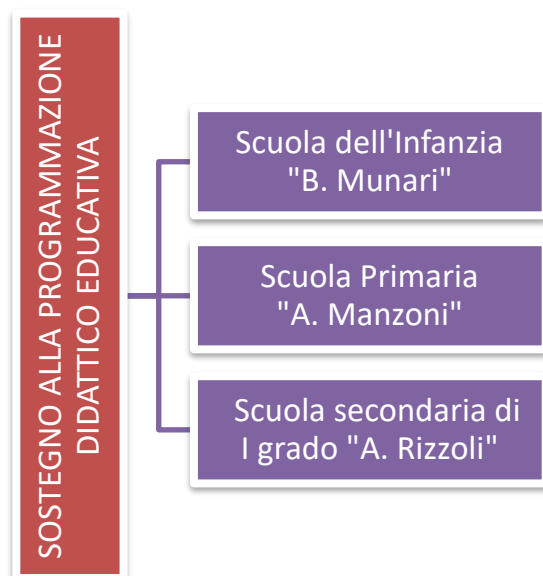 SOSTEGNO ALLA PROGRAMMAZIONE
DIDATTICO EDUCATIVA
Scuola dell'Infanzia
"B. Munari"
Scuola Primaria
"A. Manzoni"
Scuola secondaria di
I grado "A. Rizzoli"